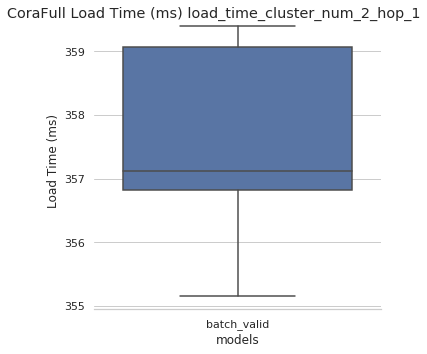 CoraFull Load Time (ms) load_time_cluster_num_2_hop_1
359
358
357
356
355
Load Time (ms)
batch_valid
models